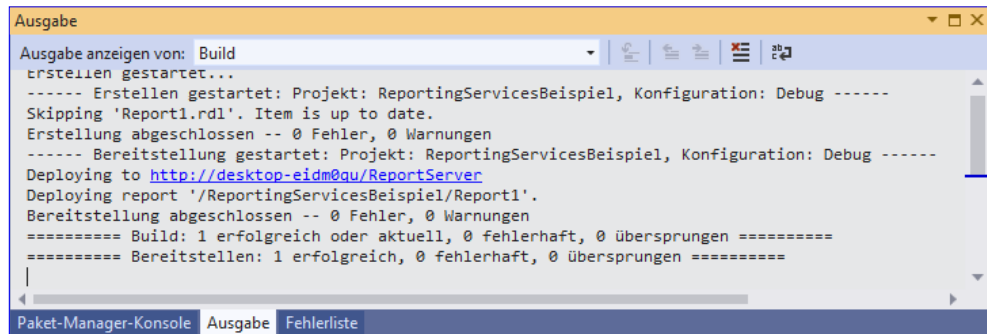 Ausgabe
Ausgabe anzeigen von: Build
Erstellen gestartet...
------ Erstellen gestartet: Projekt: ReportingServicesBeispiel, Konfiguration: Debug ------
Skipping 'Report1.rdl'. Item is up to date.
Erstellung abgeschlossen -- 0 Fehler, 0 Warnungen
------ Bereitstellung gestartet: Projekt: ReportingServicesBeispiel, Konfiguration: Debug ------
Deploying to http://desktop-eidm0qu/ReportServer
Deploying report '/ReportingServicesBeispiel/Report1'.
Bereitstellung abgeschlossen -- 0 Fehler, 0 Warnungen
========== Build: 1 erfolgreich oder aktuell, 0 fehlerhaft, 0 übersprungen ==========
========== Bereitstellen: 1 erfolgreich, 0 fehlerhaft, 0 übersprungen ==========
Paket-Manager-Konsole Ausgabe Fehlerliste